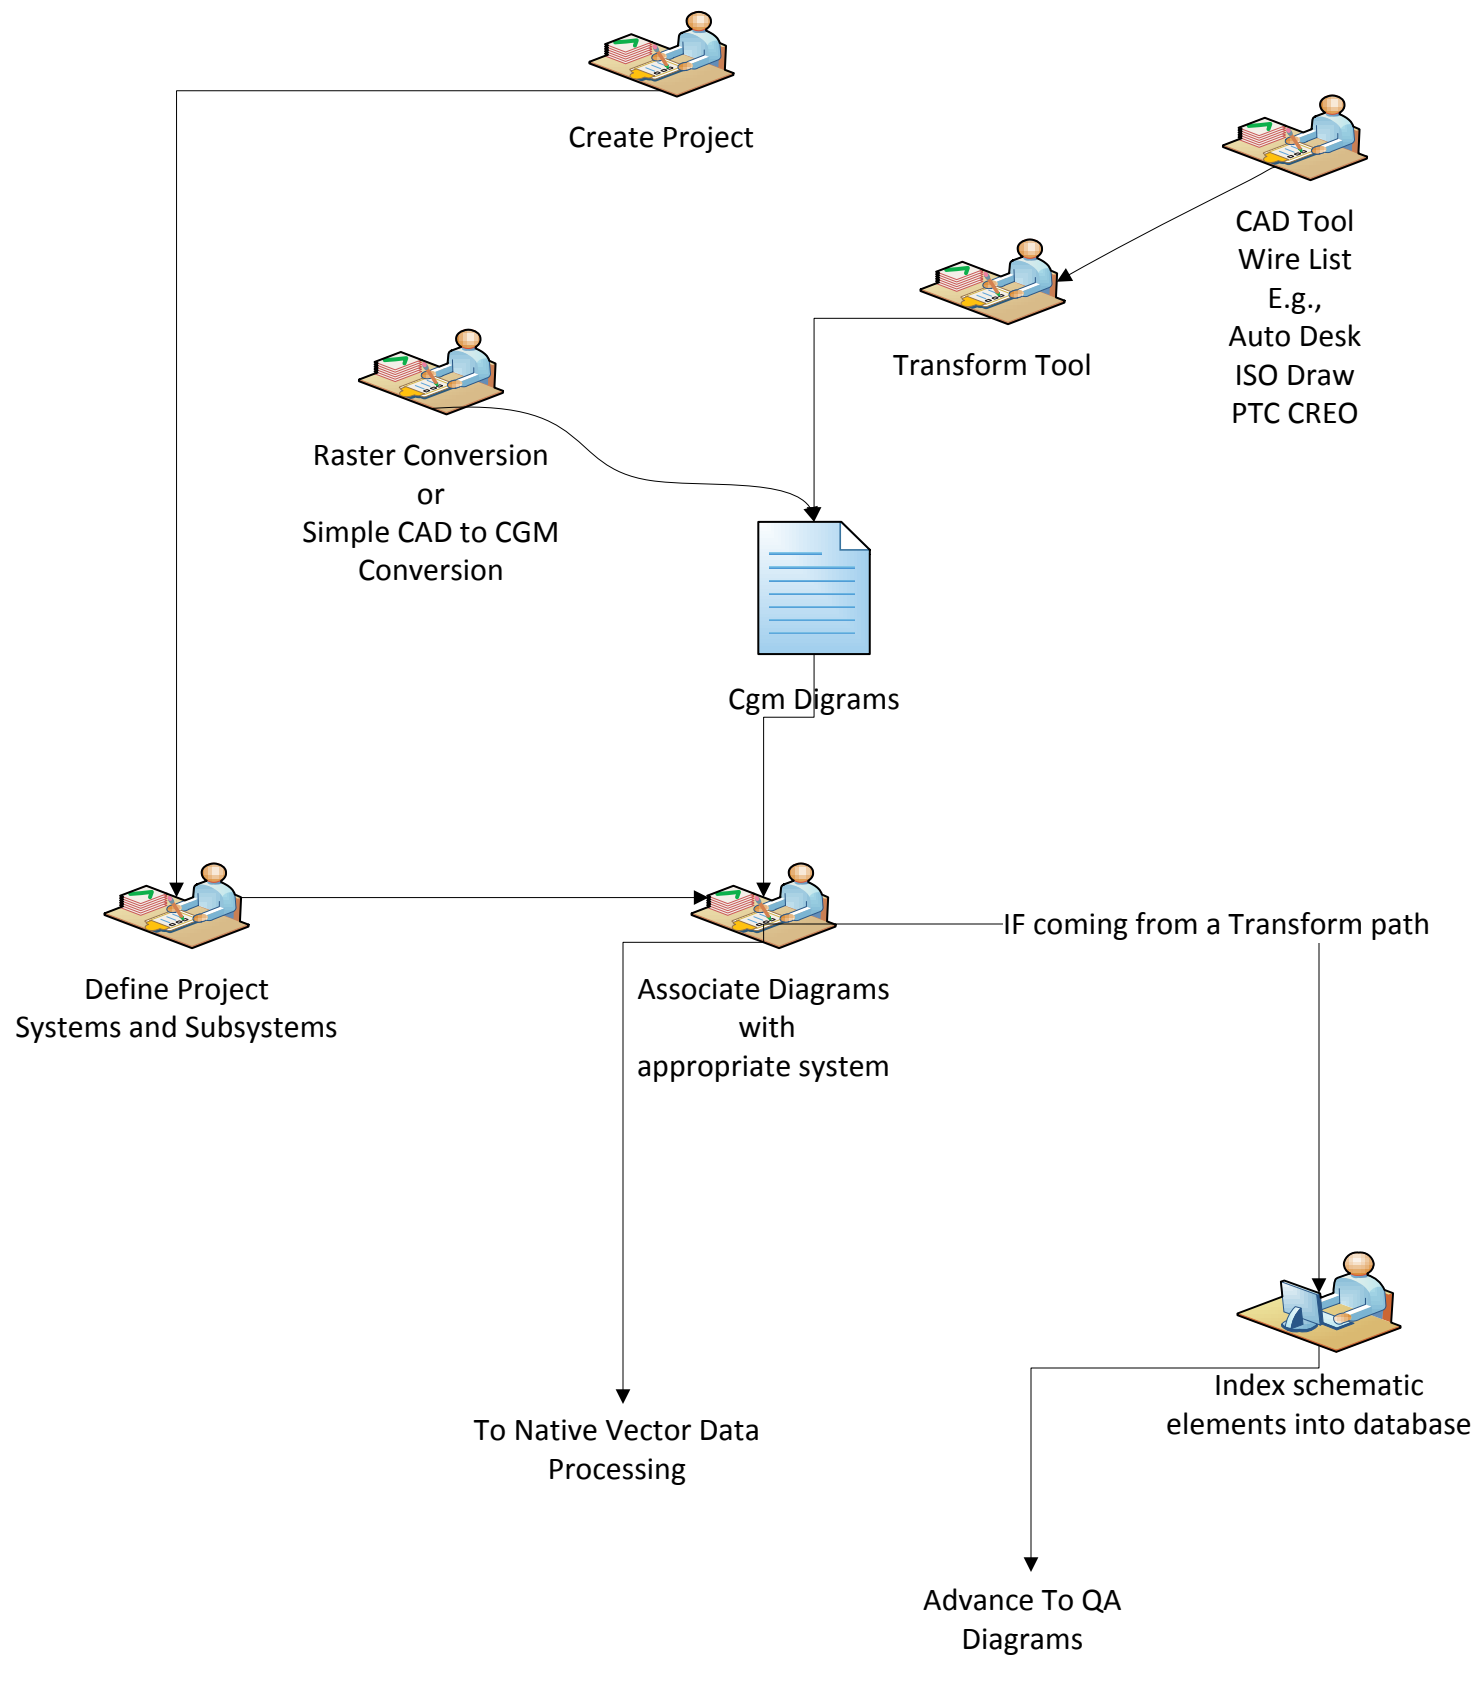 Create Project
CAD Tool
Wire List
E.g.,
Auto Desk
ISO Draw
PTC CREO
Transform Tool
Raster Conversion
or
Simple CAD to CGM
Conversion
Cgm Digrams
IF coming from a Transform path
Define Project
Systems and Subsystems
Associate Diagrams
with
appropriate system
Index schematic
elements into database
To Native Vector Data
Processing
Advance To QA
Diagrams